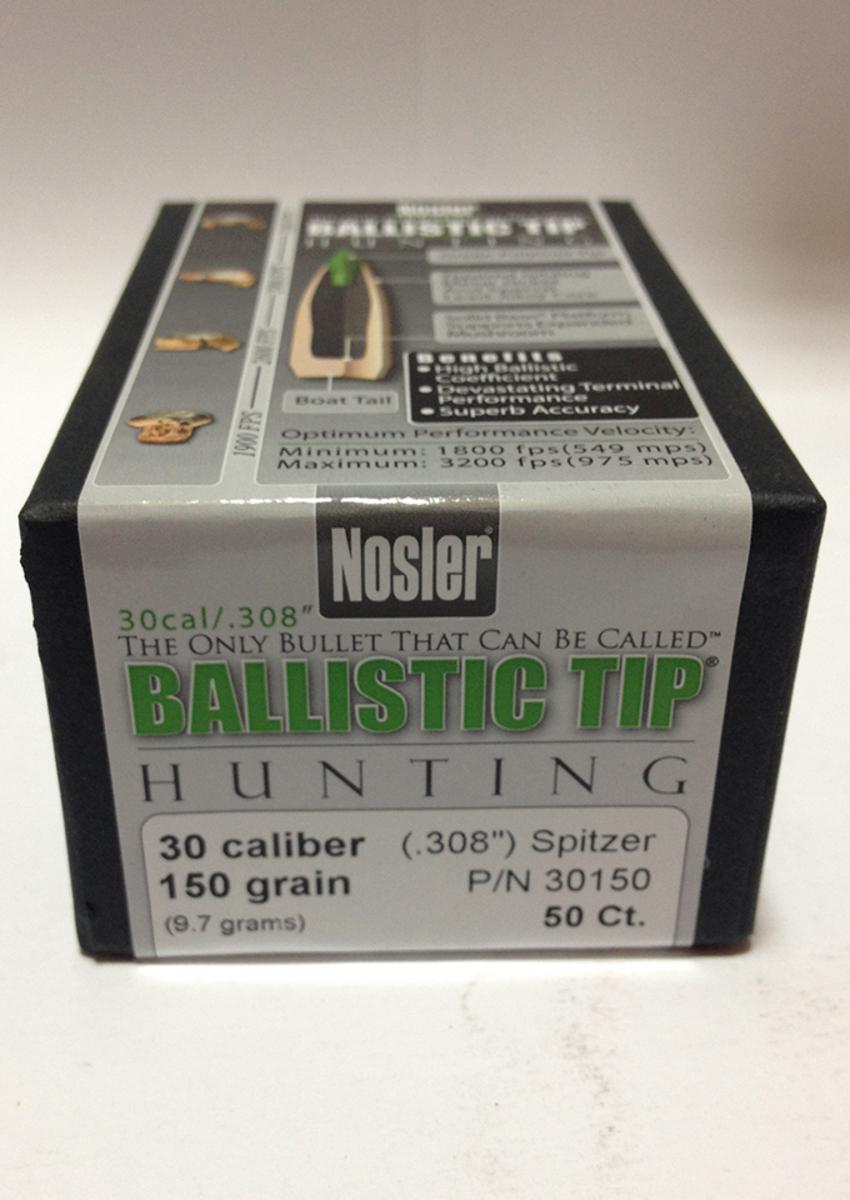 Nosler
BALLISTIC TIP
HUNTING
Boat Tail
Benefits
• High Ballistic
Coefficient
• Devastating Terminal
Performance
• Superb Accuracy
Optimum Performance Velocity:
Minimum: 1800 fps(549 mps)
Maximum: 3200 fps(975 mps)
1900 FPS
Nosler®
30cal/.308"
THE ONLY BULLET THAT CAN BE CALLED™
BALLISTIC TIP®
HUNTING
30 caliber (.308") Spitzer
150 grain P/N 30150
(9.7 grams) 50 Ct.